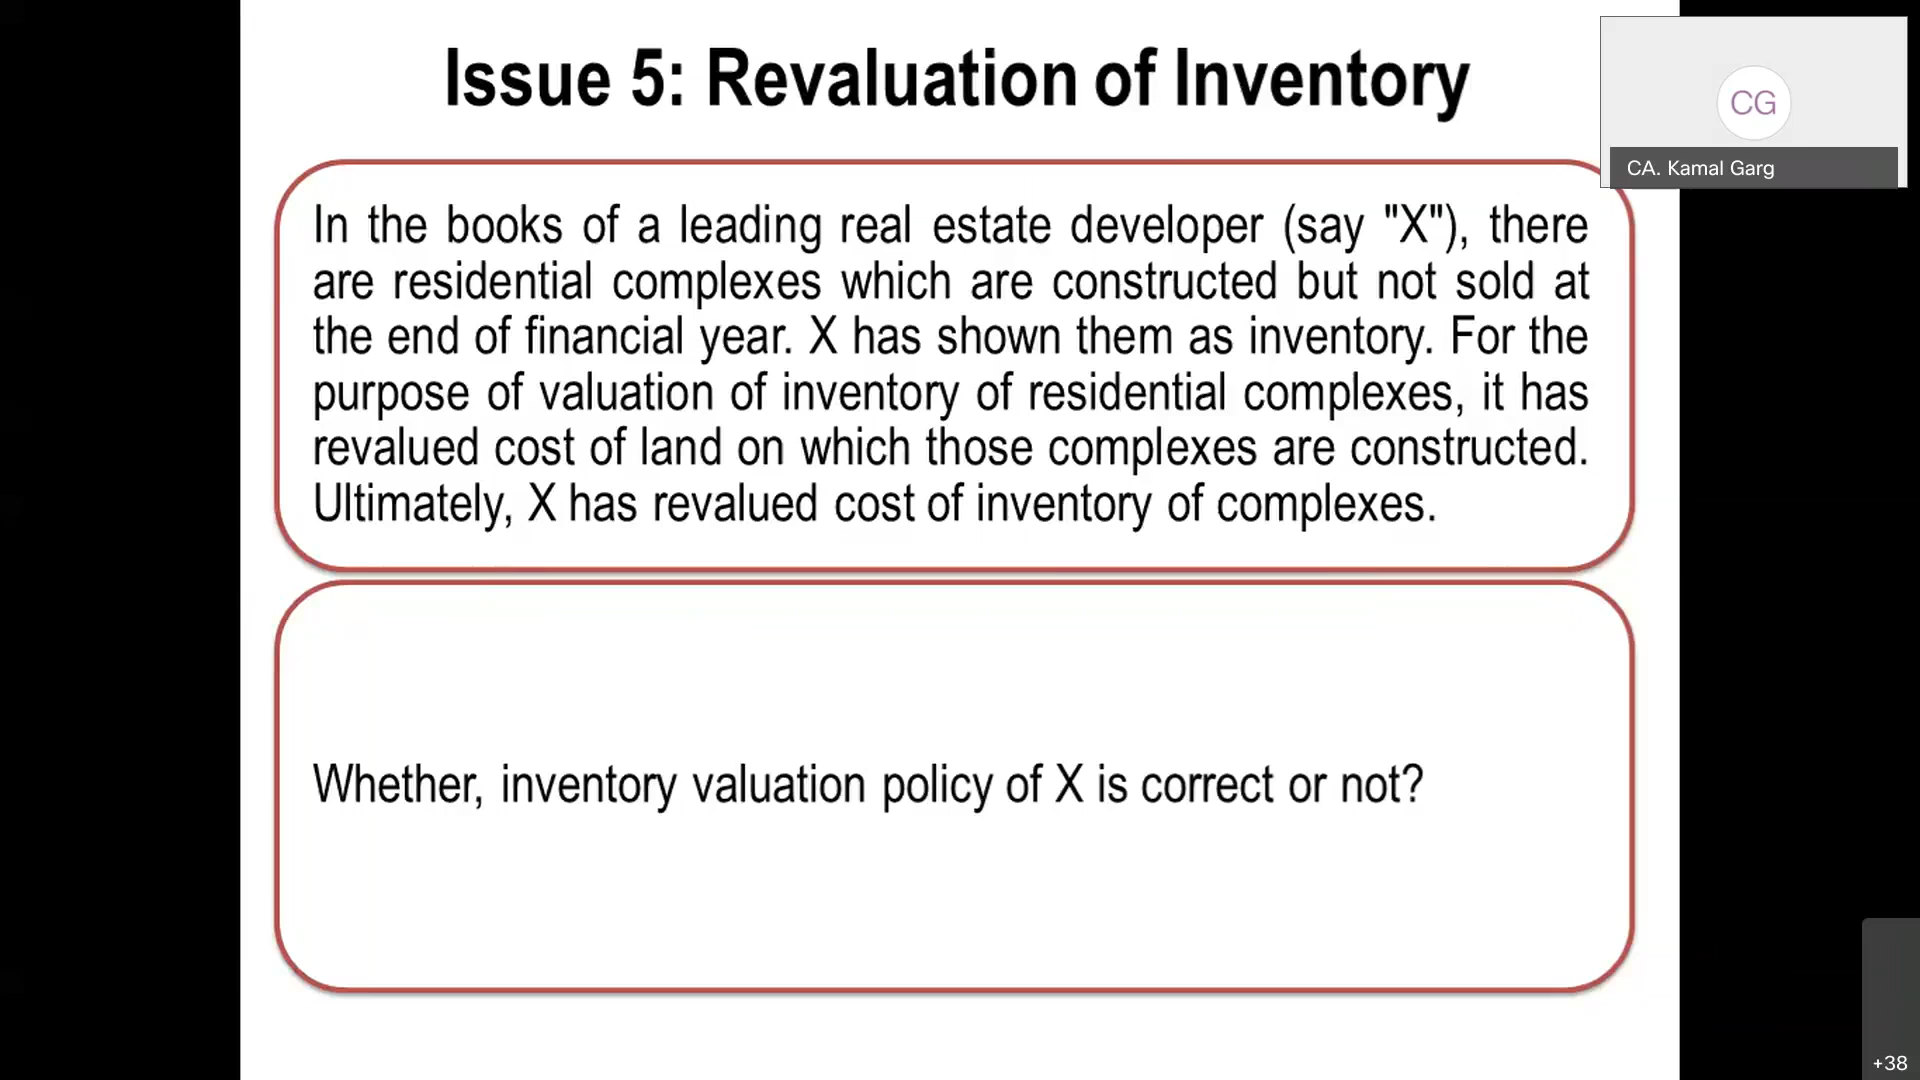 Issue 5: Revaluation of Inventory
CG
CA. Kamal Garg
In the books of a leading real estate developer (say "X"), there
are residential complexes which are constructed but not sold at
the end of financial year. X has shown them as inventory. For the
purpose of valuation of inventory of residential complexes, it has
revalued cost of land on which those complexes are constructed.
Ultimately, X has revalued cost of inventory of complexes.
Whether, inventory valuation policy of X is correct or not?
+38